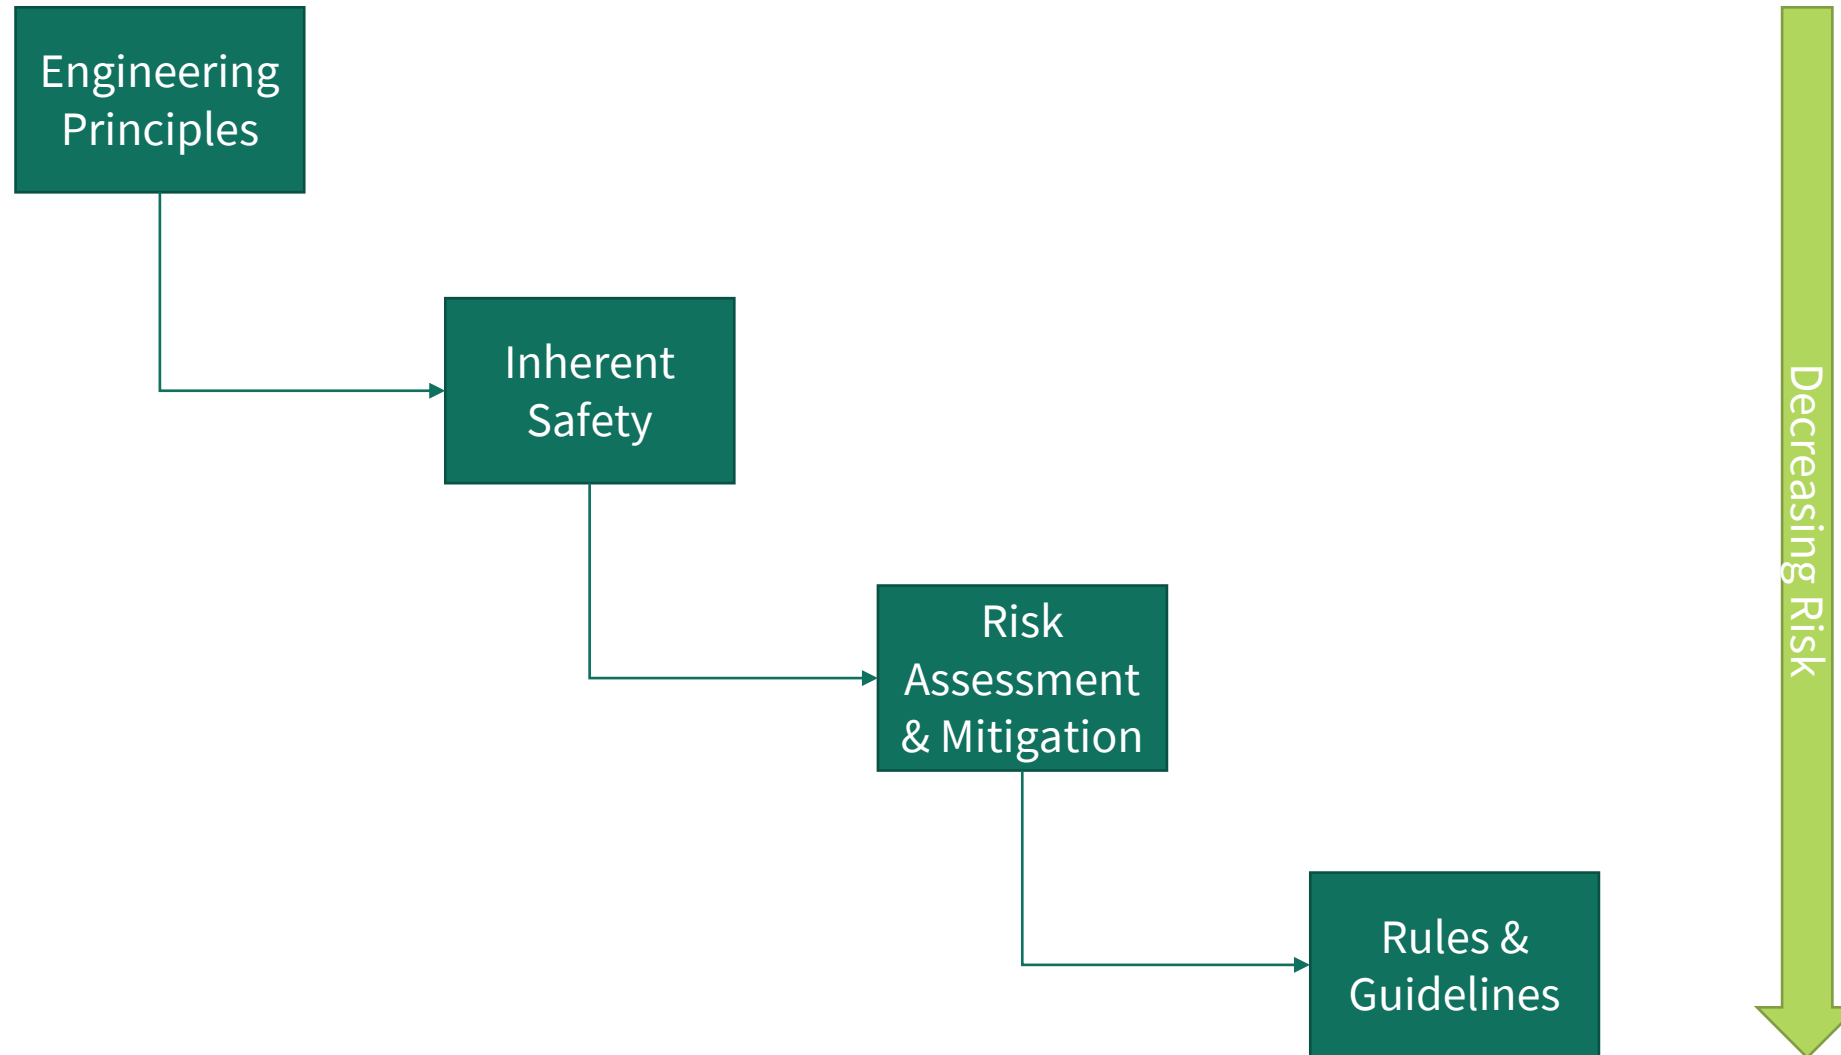 Engineering
Principles
Inherent
Safety
Risk
Assessment
& Mitigation
Rules &
Guidelines
Decreasing Risk